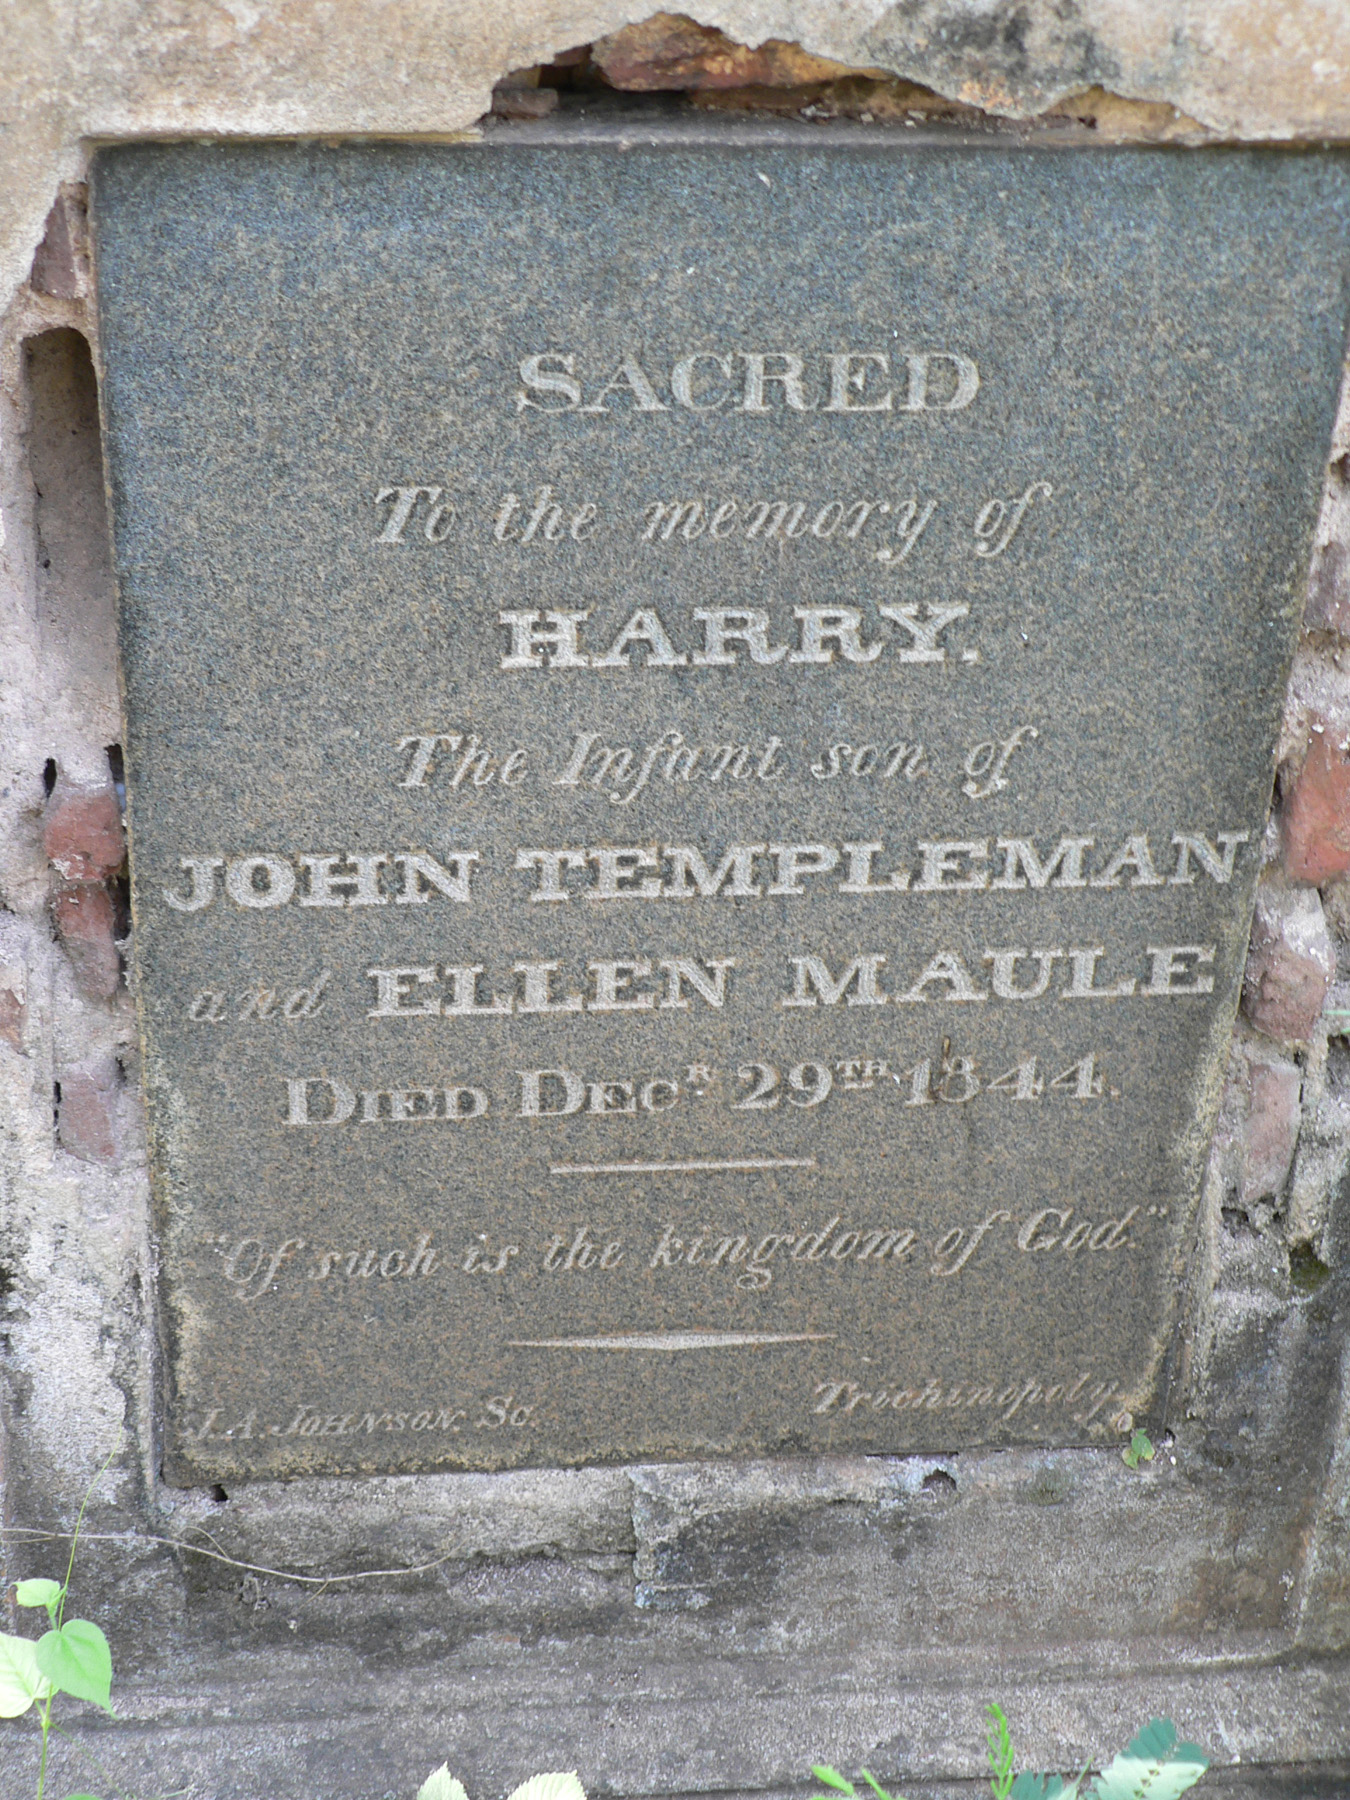 SACRED
To the memory of
HARRY.
The Infant son of
JOHN TEMPLEMAN
and ELLEN MAULE
DIED DECR 29TH 1844.
"Of such is the kingdom of God."
J.A. JOHNSON. Sc. Trichinopoly.